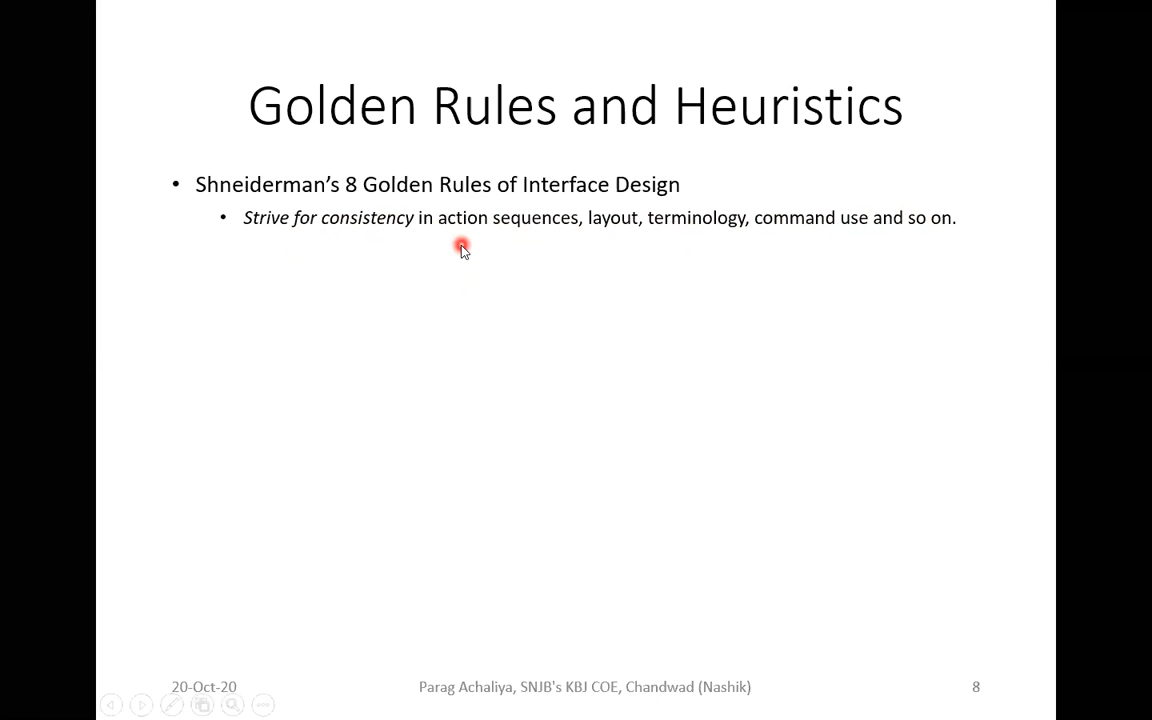 Golden Rules and Heuristics
• Shneiderman’s 8 Golden Rules of Interface Design
• Strive for consistency in action sequences, layout, terminology, command use and so on.
20-Oct-20
Parag Achaliya, SNJB's KBJ COE, Chandwad (Nashik)
8